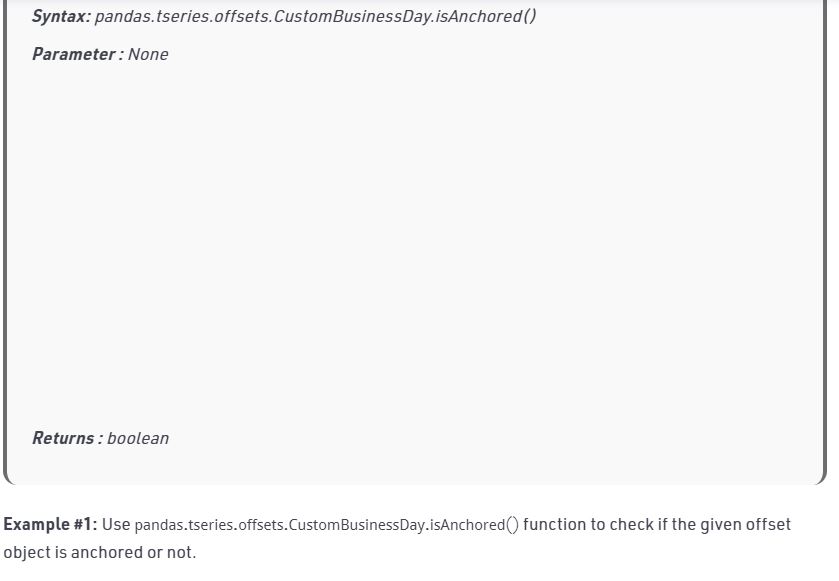 Syntax: pandas.tseries.offsets.CustomBusinessDay.isAnchored()
Parameter : None
Returns : boolean
Example #1: Use pandas.tseries.offsets.CustomBusinessDay.isAnchored() function to check if the given offset
object is anchored or not.